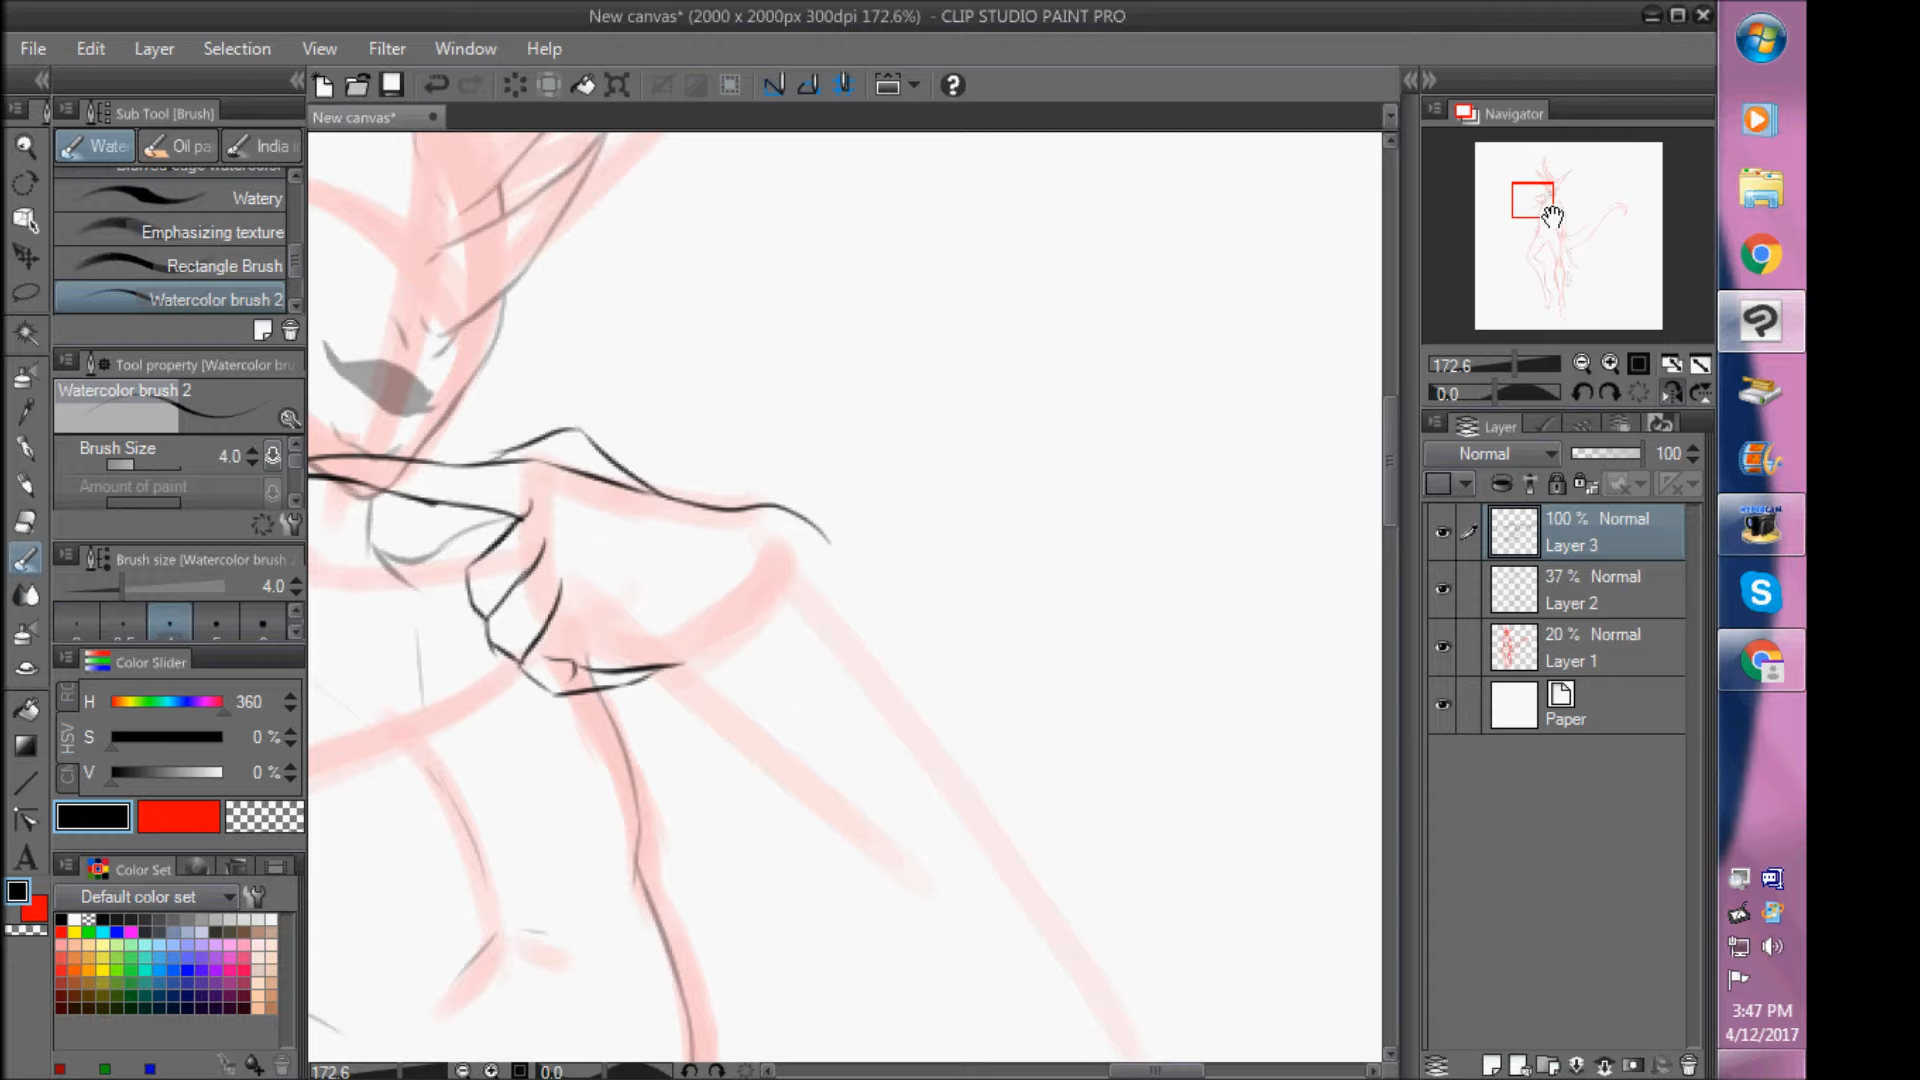 New canvas* (2000 x 2000px 300dpi 172.6%) - CLIP STUDIO PAINT PRO
File Edit Layer Selection View Filter Window Help
Sub Tool [Brush]
New canvas*
Navigator
Wate Oil pa India i
Watery
Emphasizing texture
Rectangle Brush
Watercolor brush 2
Tool property [Watercolor bru
Watercolor brush 2
Brush Size 4.0
Amount of paint
Brush size [Watercolor brush 2
4.0
Color Slider
H 360
S 0 %
V 0 %
HSV
Color Set
Default color set
172.6
0.0
Layer
Normal 100
100 % Normal
Layer 3
37 % Normal
Layer 2
20 % Normal
Layer 1
Paper
172.6 0.0
A
3:47 PM
4/12/2017